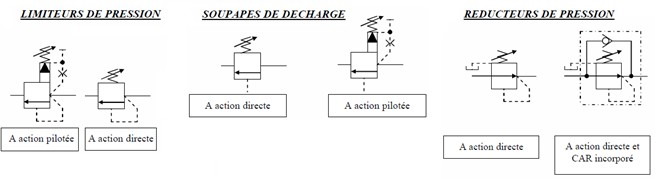 LIMITEURS DE PRESSION
SOUPAPES DE DECHARGE
REDUCTEURS DE PRESSION
A action pilotée
A action directe
A action directe
A action pilotée
A action directe
A action directe et
CAR incorporé